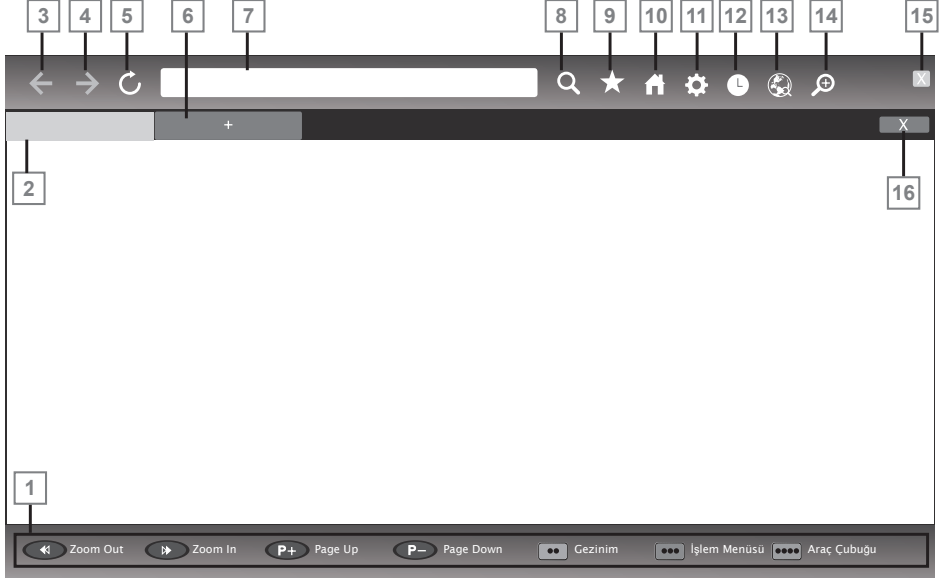 3 4 5 6 7 8 9 10 11 12 13 14 15
X
+ X
2 16
1
Zoom Out Zoom In P+ Page Up P− Page Down Gezinim İşlem Menüsü Araç Çubuğu